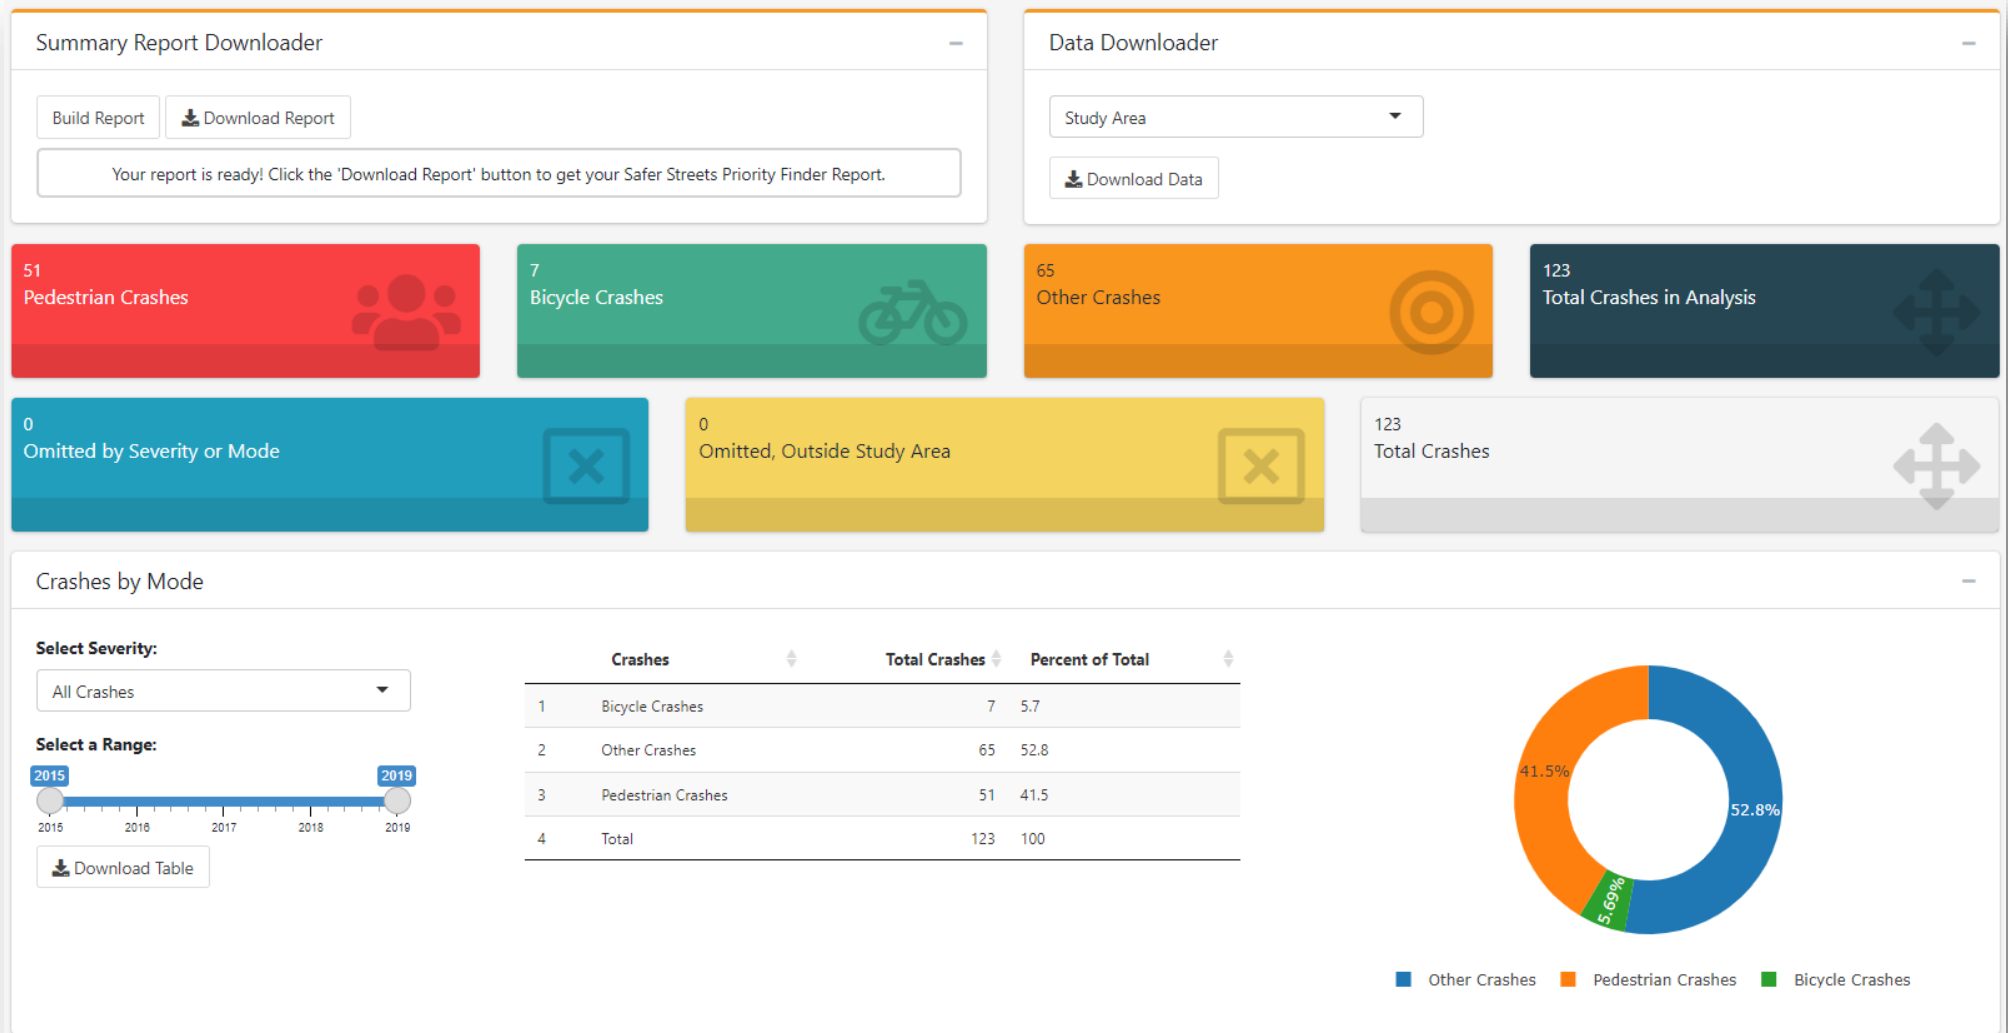 Summary Report Downloader
Data Downloader
Build Report
Download Report
Your report is ready! Click the 'Download Report' button to get your Safer Streets Priority Finder Report.
Study Area
Download Data
51
Pedestrian Crashes
7
Bicycle Crashes
65
Other Crashes
123
Total Crashes in Analysis
0
Omitted by Severity or Mode
0
Omitted, Outside Study Area
123
Total Crashes
Crashes by Mode
Select Severity:
All Crashes
Select a Range:
2015 2019
2015 2016 2017 2018 2019
Download Table
Crashes Total Crashes Percent of Total
1 Bicycle Crashes 7 5.7
2 Other Crashes 65 52.8
3 Pedestrian Crashes 51 41.5
4 Total 123 100
41.5%
52.8%
5.69%
Other Crashes Pedestrian Crashes Bicycle Crashes